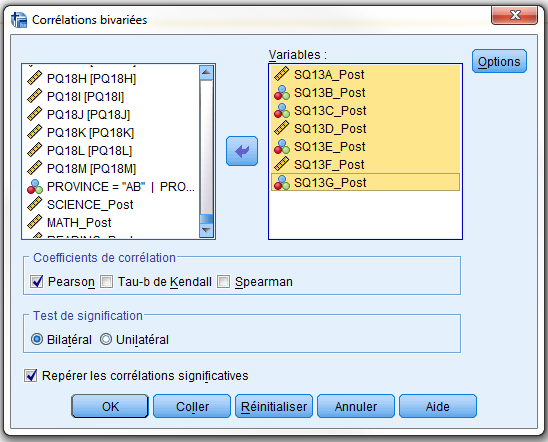 Corrélations bivariées
Variables :
PQ18H [PQ18H]
PQ18I [PQ18I]
PQ18J [PQ18J]
PQ18K [PQ18K]
PQ18L [PQ18L]
PQ18M [PQ18M]
PROVINCE = "AB" | PRO...
SCIENCE_Post
MATH_Post
SQ13A_Post
SQ13B_Post
SQ13C_Post
SQ13D_Post
SQ13E_Post
SQ13F_Post
SQ13G_Post
Options
Coefficients de corrélation
Pearson Tau-b de Kendall Spearman
Test de signification
Bilatéral Unilatéral
Repérer les corrélations significatives
OK Coller Réinitialiser Annuler Aide